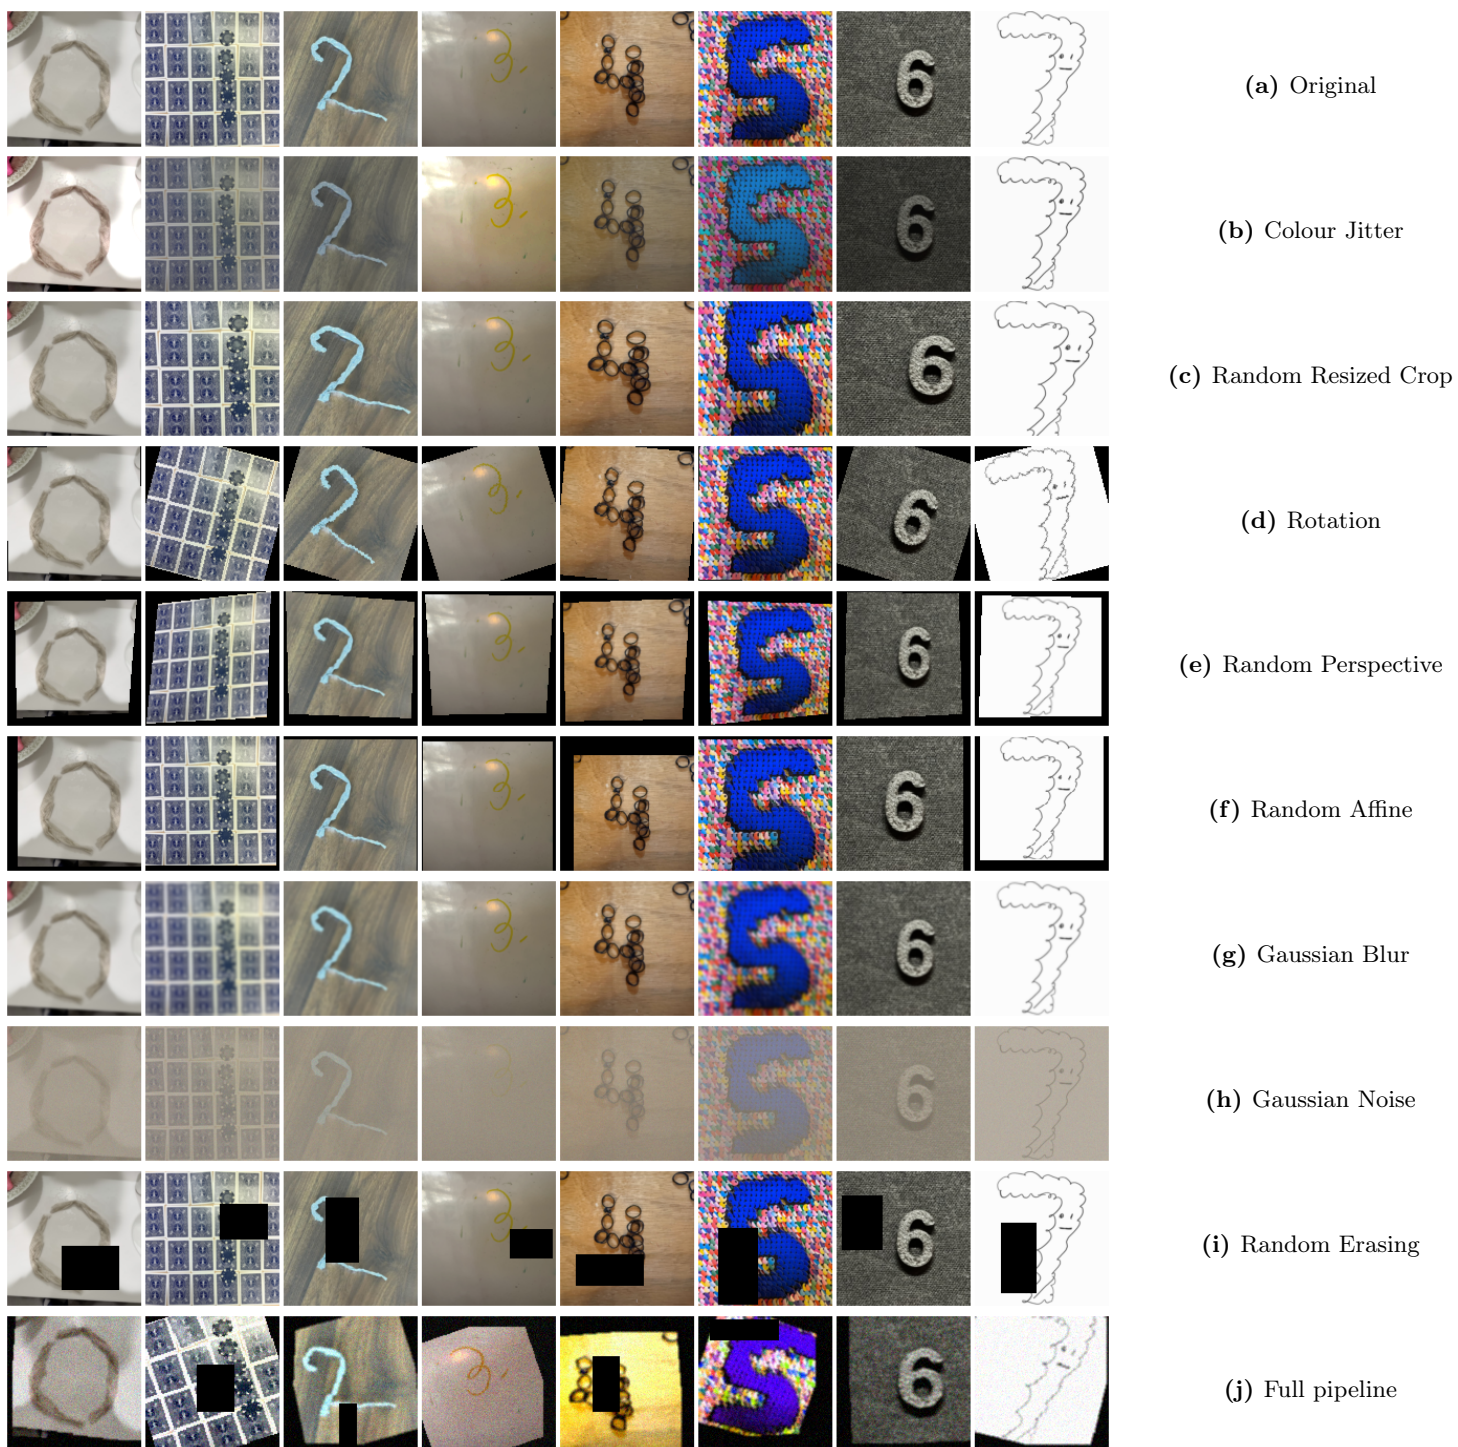 (a) Original
(b) Colour Jitter
(c) Random Resized Crop
(d) Rotation
(e) Random Perspective
(f) Random Affine
(g) Gaussian Blur
(h) Gaussian Noise
(i) Random Erasing
(j) Full pipeline